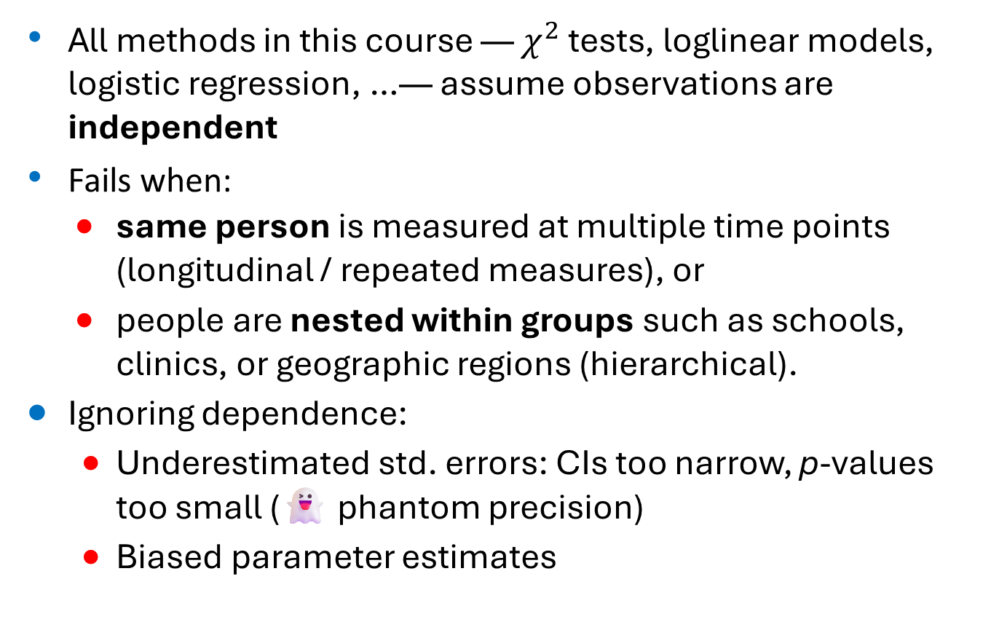 • All methods in this course — χ² tests, loglinear models,
logistic regression, …— assume observations are
independent
• Fails when:
• same person is measured at multiple time points
(longitudinal / repeated measures), or
• people are nested within groups such as schools,
clinics, or geographic regions (hierarchical).
• Ignoring dependence:
• Underestimated std. errors: CIs too narrow, p-values
too small (👻 phantom precision)
• Biased parameter estimates